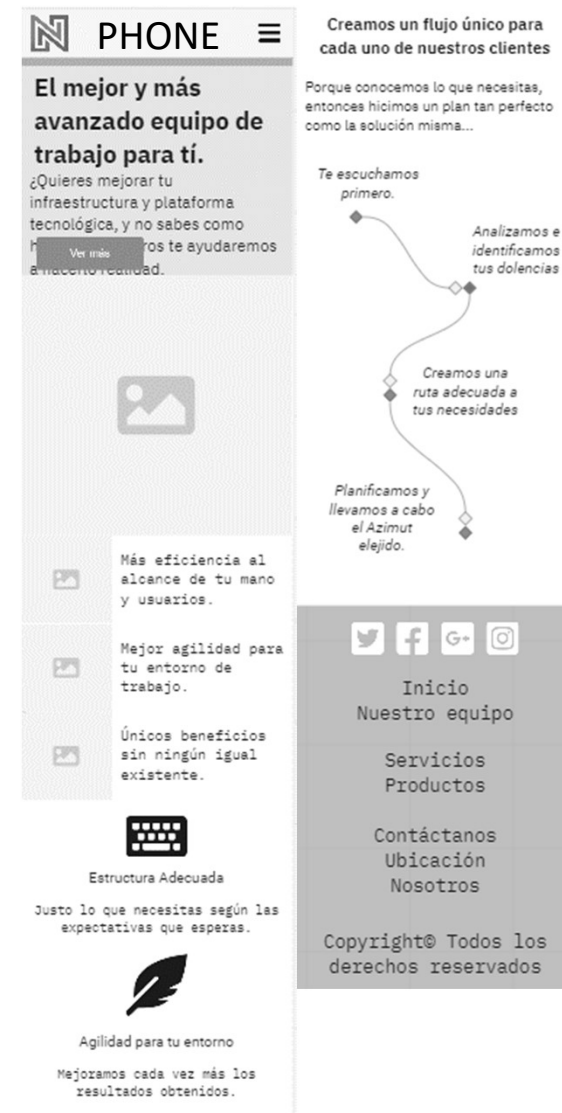 PHONE
El mejor y más
avanzado equipo de
trabajo para tí.
¿Quieres mejorar tu
infraestructura y plataforma
tecnológica, y no sabes como
ros te ayudaremos
Ver más
a hacerlo realidad.
Más eficiencia al
alcance de tu mano
y usuarios.
Mejor agilidad para
tu entorno de
trabajo.
Únicos beneficios
sin ningún igual
existente.
Estructura Adecuada
Justo lo que necesitas según las
expectativas que esperas.
Agilidad para tu entorno
Mejoramos cada vez más los
resultados obtenidos.
Creamos un flujo único para
cada uno de nuestros clientes
Porque conocemos lo que necesitas,
entonces hicimos un plan tan perfecto
como la solución misma...
Te escuchamos
primero.
Analizamos e
identificamos
tus dolencias
Creamos una
ruta adecuada a
tus necesidades
Planificamos y
llevamos a cabo
el Azimut
elejido.
Inicio
Nuestro equipo
Servicios
Productos
Contáctanos
Ubicación
Nosotros
Copyright© Todos los
derechos reservados